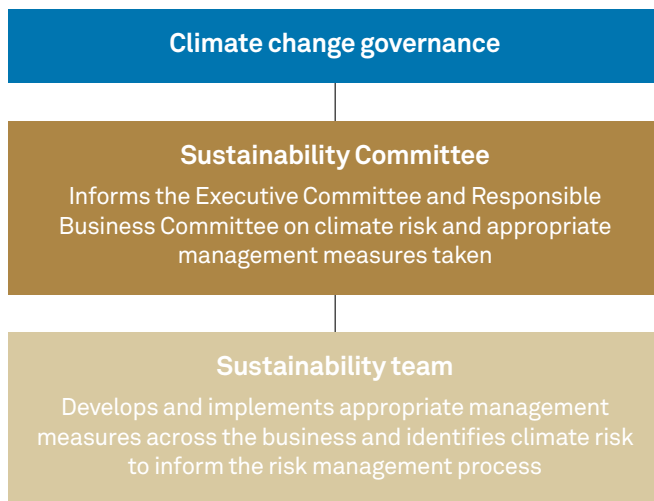 Climate change governance
Sustainability Committee
Informs the Executive Committee and Responsible
Business Committee on climate risk and appropriate
management measures taken
Sustainability team
Develops and implements appropriate management
measures across the business and identifies climate risk
to inform the risk management process